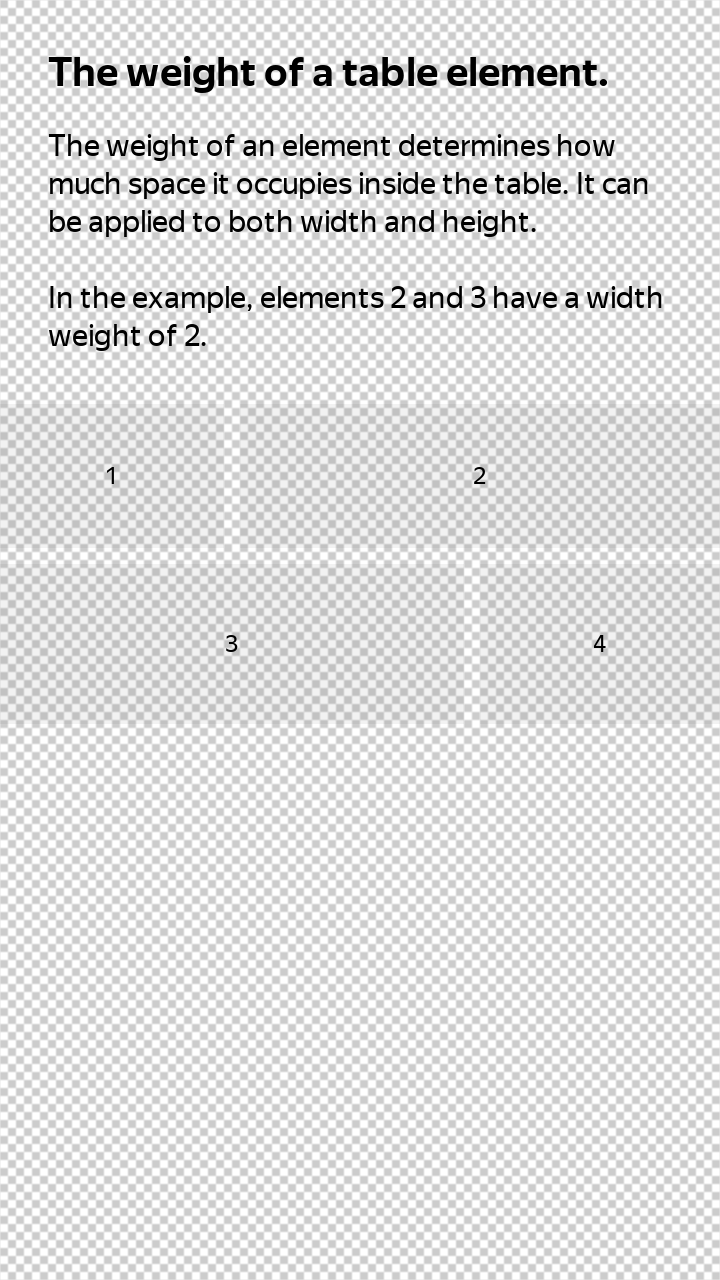 The weight of a table element.
The weight of an element determines how
much space it occupies inside the table. It can
be applied to both width and height.
In the example, elements 2 and 3 have a width
weight of 2.
1
2
3
4